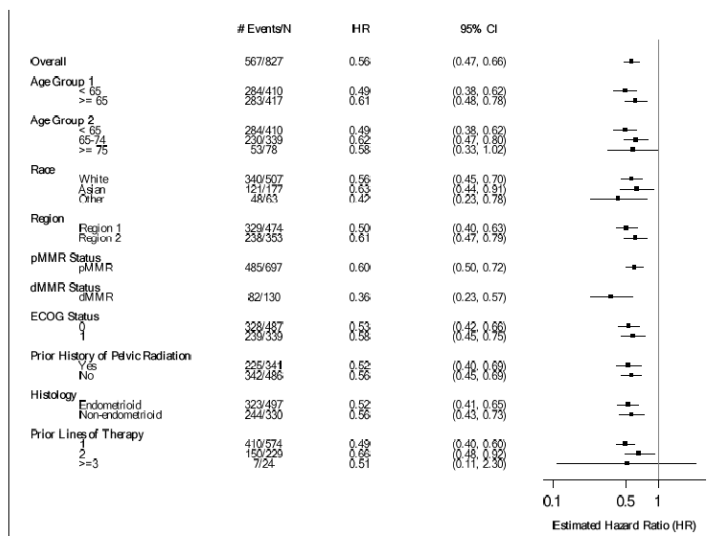 # Events/N HR 95% CI
Overall 567/827 0.56 (0.47, 0.66)
Age Group 1
< 65 284/410 0.49 (0.38, 0.62)
>= 65 283/417 0.61 (0.48, 0.78)
Age Group 2
< 65 284/410 0.49 (0.38, 0.62)
65-74 230/339 0.62 (0.47, 0.80)
>= 75 53/78 0.58 (0.33, 1.02)
Race
White 340/507 0.56 (0.45, 0.70)
Asian 121/177 0.63 (0.44, 0.91)
Other 48/63 0.42 (0.23, 0.78)
Region
Region 1 329/474 0.50 (0.40, 0.63)
Region 2 238/353 0.61 (0.47, 0.79)
pMMR Status
pMMR 485/697 0.60 (0.50, 0.72)
dMMR Status
dMMR 82/130 0.36 (0.23, 0.57)
ECOG Status
0 328/487 0.53 (0.42, 0.66)
1 239/339 0.58 (0.45, 0.75)
Prior History of Pelvic Radiation
Yes 225/341 0.52 (0.40, 0.69)
No 342/486 0.56 (0.45, 0.69)
Histology
Endometrioid 323/497 0.52 (0.41, 0.65)
Non-endometrioid 244/330 0.56 (0.43, 0.73)
Prior Lines of Therapy
1 410/574 0.49 (0.40, 0.60)
2 150/229 0.66 (0.48, 0.92)
>=3 7/24 0.51 (0.11, 2.30)
0.1 0.5 1
Estimated Hazard Ratio (HR)